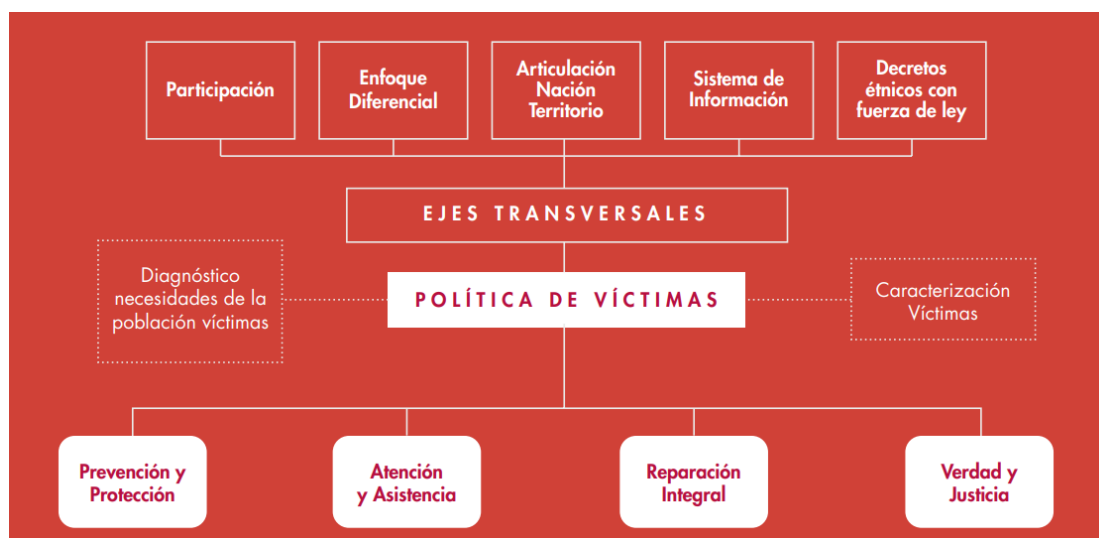 Participación
Enfoque
Diferencial
Articulación
Nación
Territorio
Sistema de
Información
Decretos
étnicos con
fuerza de ley
EJES TRANSVERSALES
Diagnóstico
necesidades de la
población víctimas
POLÍTICA DE VÍCTIMAS
Caracterización
Víctimas
Prevención y
Protección
Atención
y Asistencia
Reparación
Integral
Verdad y
Justicia